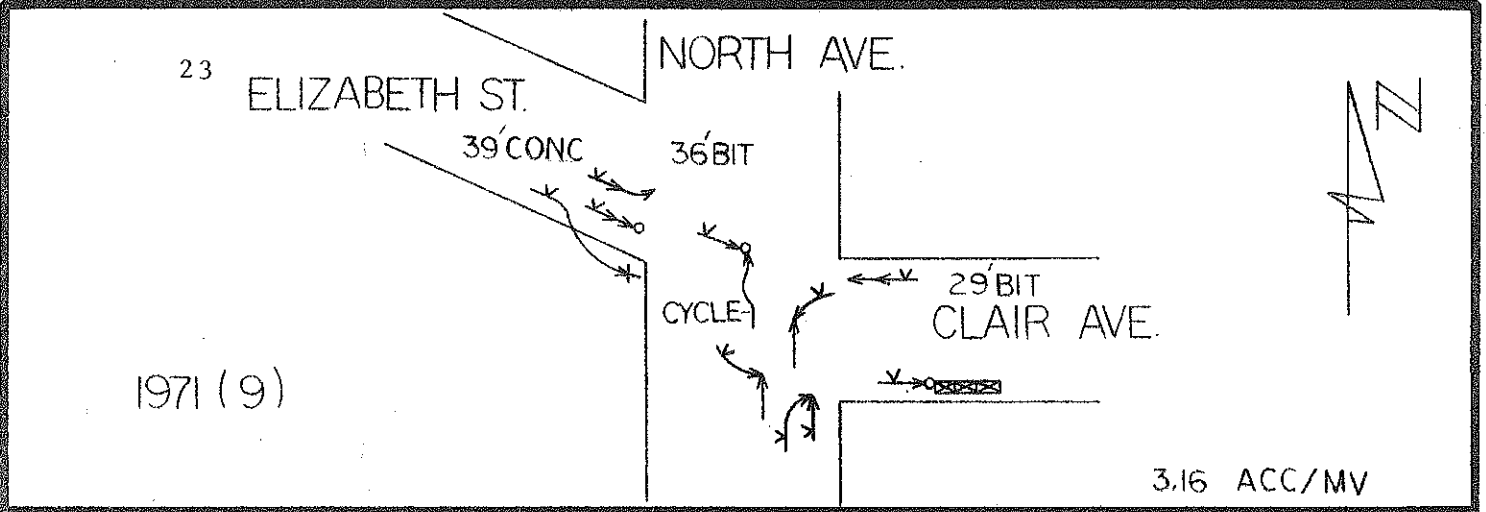 23
NORTH AVE.
ELIZABETH ST.
39' CONC
36' BIT
29' BIT
CLAIR AVE.
CYCLE
1971 (9)
3.16 ACC/MV
N